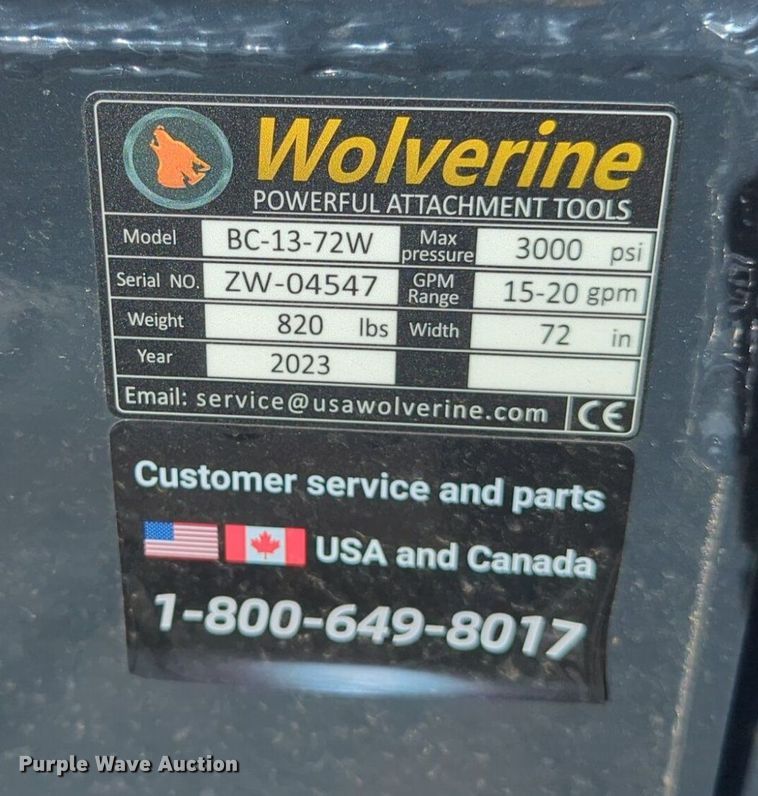 Wolverine
POWERFUL ATTACHMENT TOOLS
Model BC-13-72W Max pressure 3000 psi
Serial NO. ZW-04547 GPM Range 15-20 gpm
Weight 820 lbs Width 72 in
Year 2023
Email: service@usawolverine.com CE
Customer service and parts
USA and Canada
1-800-649-8017
Purple Wave Auction